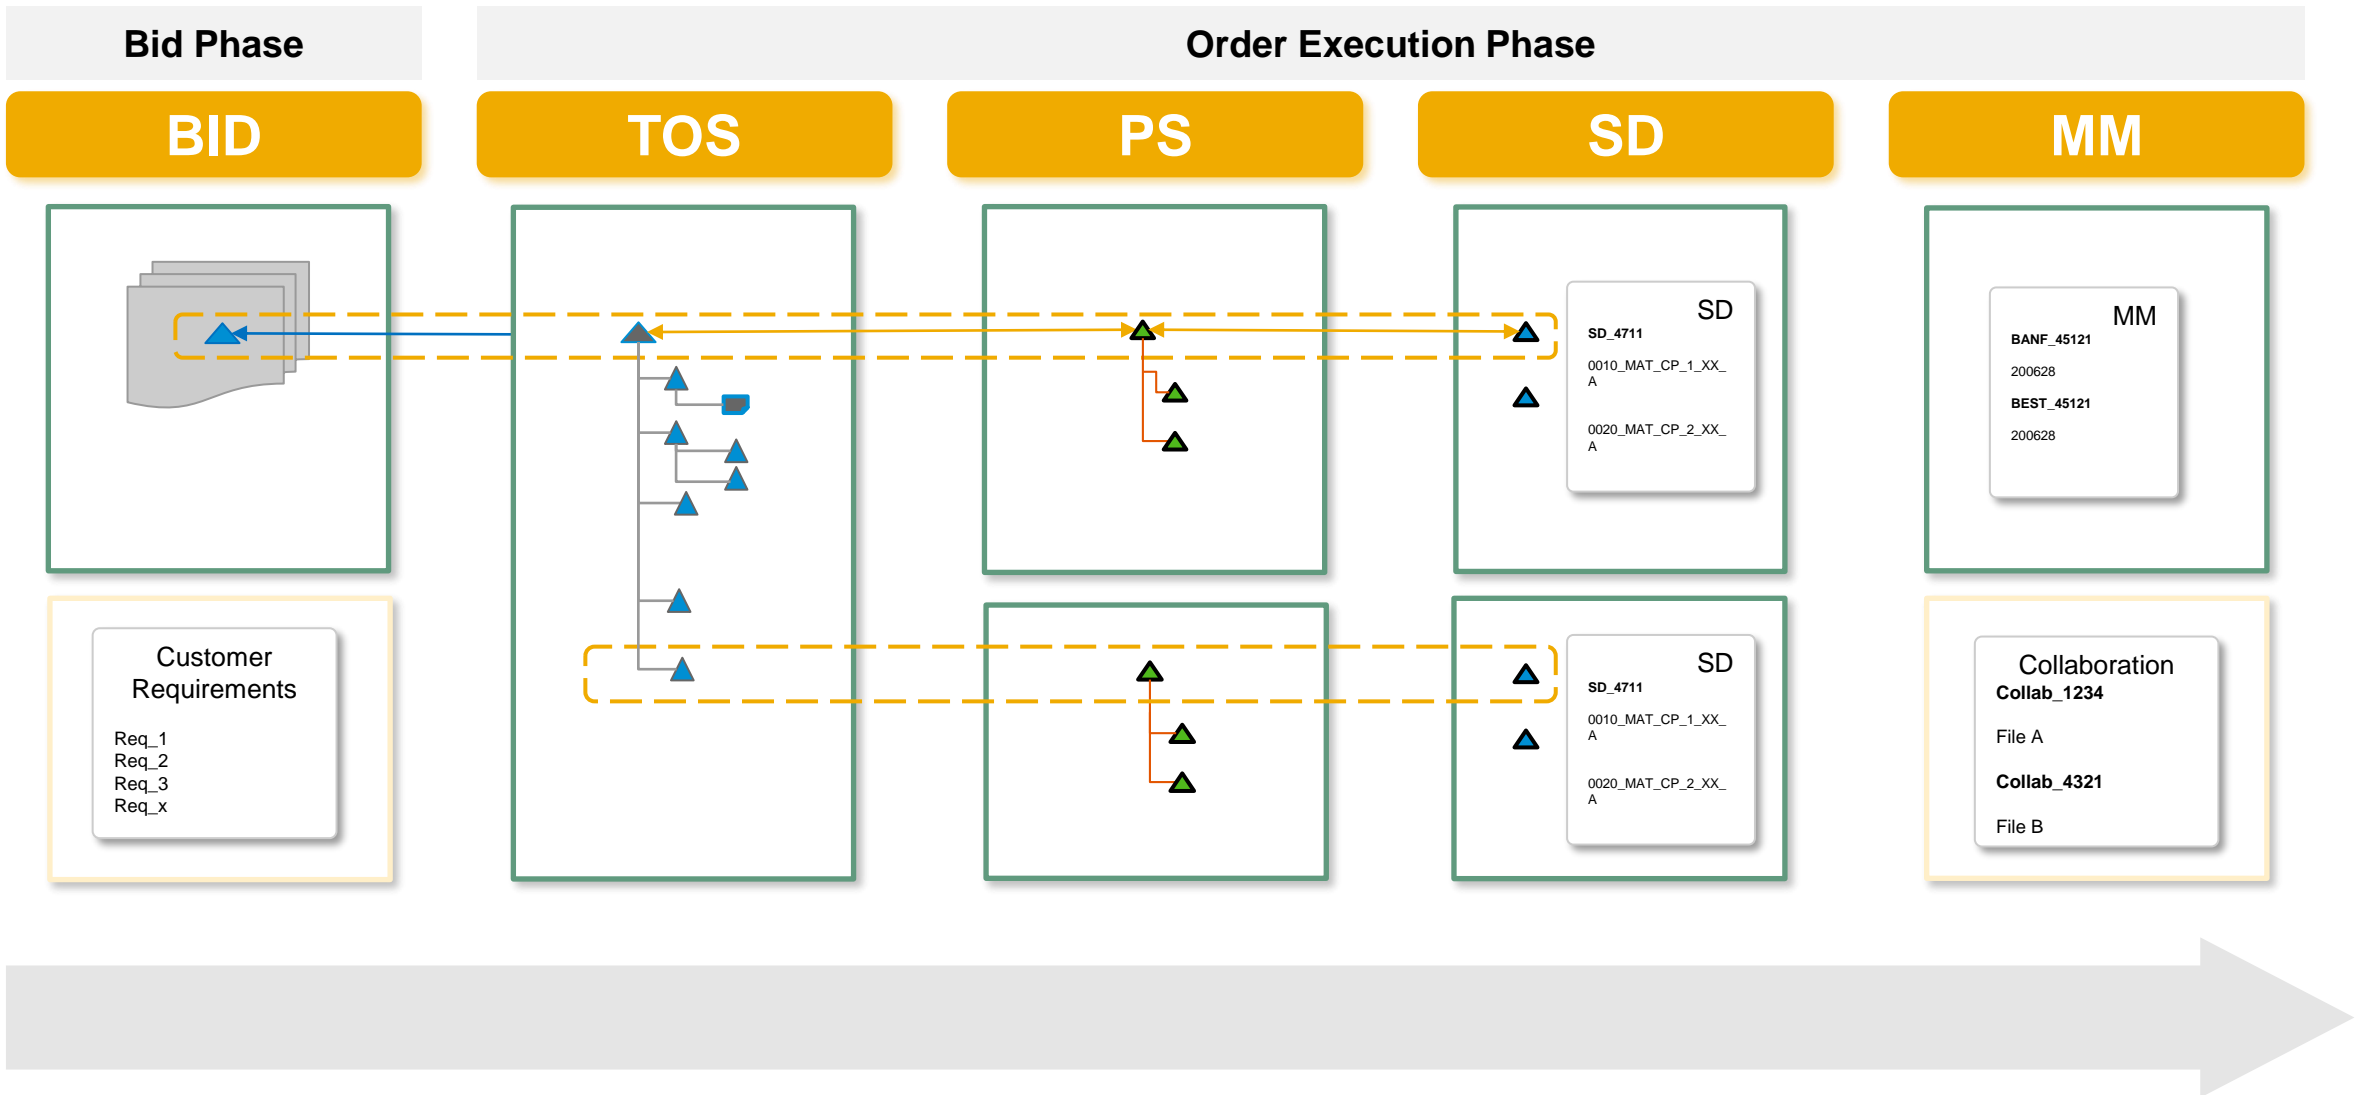 Bid Phase
Order Execution Phase
BID
TOS
PS
SD
MM
SD
SD_4711
0010_MAT_CP_1_XX_
A
0020_MAT_CP_2_XX_
A
MM
BANF_45121
200628
BEST_45121
200628
Customer
Requirements
Req_1
Req_2
Req_3
Req_x
SD
SD_4711
0010_MAT_CP_1_XX_
A
0020_MAT_CP_2_XX_
A
Collaboration
Collab_1234
File A
Collab_4321
File B